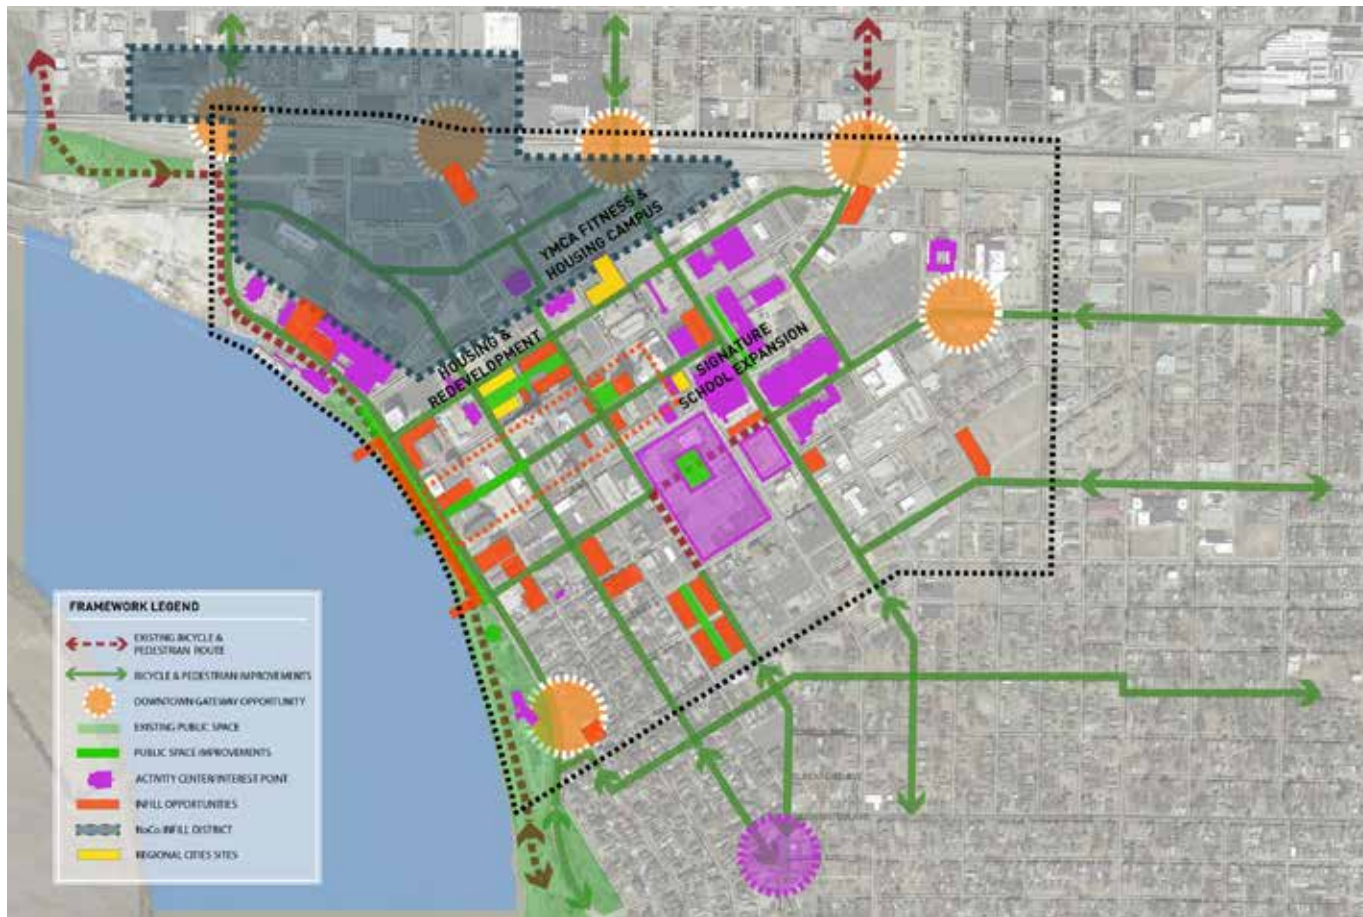 YMCA FITNESS &
HOUSING CAMPUS
HOUSING &
REDEVELOPMENT
SIGNATURE
SCHOOL EXPANSION
FRAMEWORK LEGEND
EXISTING BICYCLE &
PEDESTRIAN ROUTE
BICYCLE & PEDESTRIAN IMPROVEMENTS
DOWNTOWN GATEWAY OPPORTUNITY
EXISTING PUBLIC SPACE
PUBLIC SPACE IMPROVEMENTS
ACTIVITY CENTER/INTEREST POINT
INFILL OPPORTUNITIES
NoCo INFILL DISTRICT
REGIONAL CITIES SITES